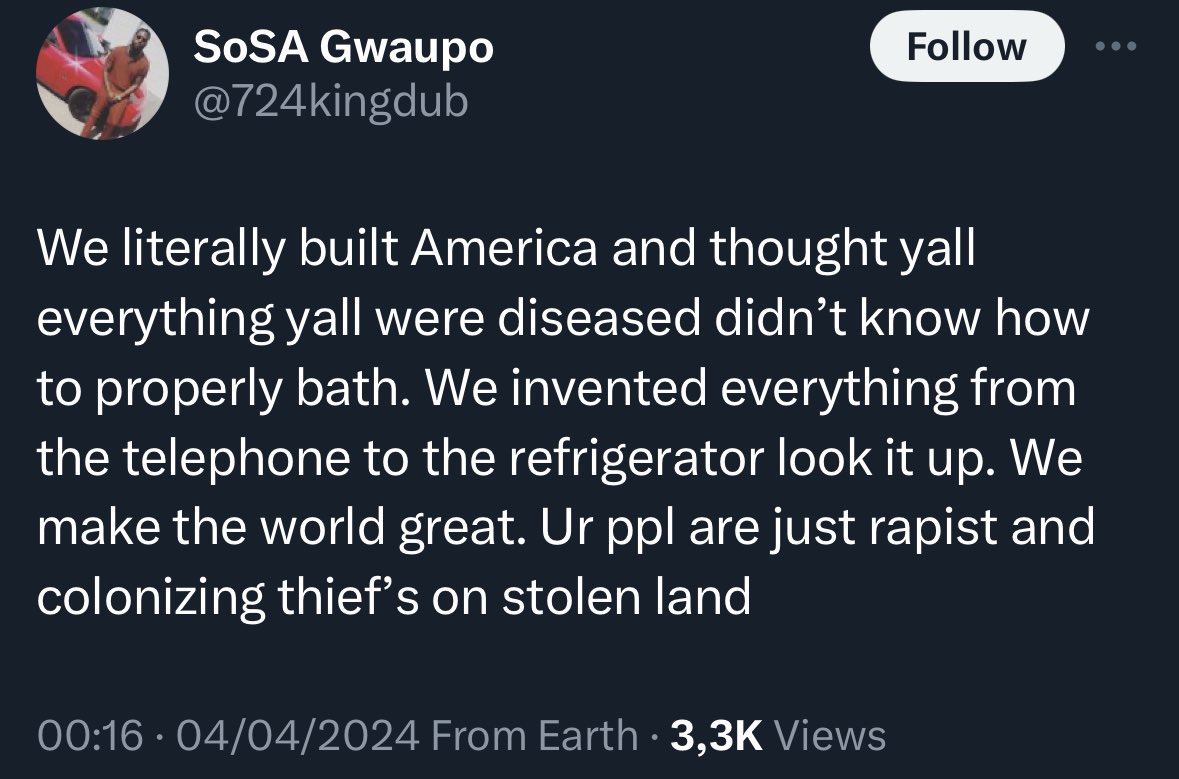 SoSA Gwaupo
Follow
@724kingdub
We literally built America and thought yall
everything yall were diseased didn’t know how
to properly bath. We invented everything from
the telephone to the refrigerator look it up. We
make the world great. Ur ppl are just rapist and
colonizing thief’s on stolen land
00:16 · 04/04/2024 From Earth · 3,3K Views